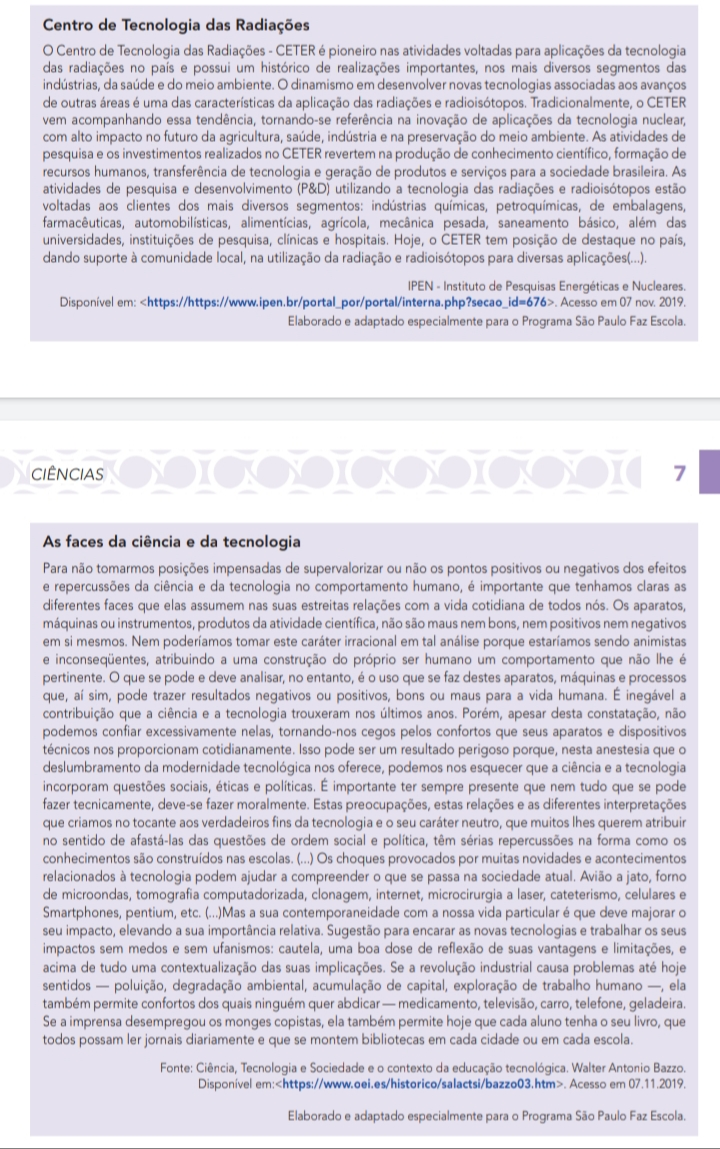 Centro de Tecnologia das Radiações
O Centro de Tecnologia das Radiações - CETER é pioneiro nas atividades voltadas para aplicações da tecnologia
das radiações no país e possui um histórico de realizações importantes, nos mais diversos segmentos das
indústrias, da saúde e do meio ambiente. O dinamismo em desenvolver novas tecnologias associadas aos avanços
de outras áreas é uma das características da aplicação das radiações e radioisótopos. Tradicionalmente, o CETER
vem acompanhando essa tendência, tornando-se referência na inovação de aplicações da tecnologia nuclear,
com alto impacto no futuro da agricultura, saúde, indústria e na preservação do meio ambiente. As atividades de
pesquisa e os investimentos realizados no CETER revertem na produção de conhecimento científico, formação de
recursos humanos, transferência de tecnologia e geração de produtos e serviços para a sociedade brasileira. As
atividades de pesquisa e desenvolvimento (P&D) utilizando a tecnologia das radiações e radioisótopos estão
voltadas aos clientes dos mais diversos segmentos: indústrias químicas, petroquímicas, de embalagens,
farmacêuticas, automobilísticas, alimentícias, agrícola, mecânica pesada, saneamento básico, além das
universidades, instituições de pesquisa, clínicas e hospitais. Hoje, o CETER tem posição de destaque no país,
dando suporte à comunidade local, na utilização da radiação e radioisótopos para diversas aplicações(...).
IPEN - Instituto de Pesquisas Energéticas e Nucleares.
Disponível em: <https://https://www.ipen.br/portal_por/portal/interna.php?secao_id=676>. Acesso em 07 nov. 2019.
Elaborado e adaptado especialmente para o Programa São Paulo Faz Escola.
CIÊNCIAS
7
As faces da ciência e da tecnologia
Para não tomarmos posições impensadas de supervalorizar ou não os pontos positivos ou negativos dos efeitos
e repercussões da ciência e da tecnologia no comportamento humano, é importante que tenhamos claras as
diferentes faces que elas assumem nas suas estreitas relações com a vida cotidiana de todos nós. Os aparatos,
máquinas ou instrumentos, produtos da atividade científica, não são maus nem bons, nem positivos nem negativos
em si mesmos. Nem poderíamos tomar este caráter irracional em tal análise porque estaríamos sendo animistas
e inconseqüentes, atribuindo a uma construção do próprio ser humano um comportamento que não lhe é
pertinente. O que se pode e deve analisar, no entanto, é o uso que se faz destes aparatos, máquinas e processos
que, aí sim, pode trazer resultados negativos ou positivos, bons ou maus para a vida humana. É inegável a
contribuição que a ciência e a tecnologia trouxeram nos últimos anos. Porém, apesar desta constatação, não
podemos confiar excessivamente nelas, tornando-nos cegos pelos confortos que seus aparatos e dispositivos
técnicos nos proporcionam cotidianamente. Isso pode ser um resultado perigoso porque, nesta anestesia que o
deslumbramento da modernidade tecnológica nos oferece, podemos nos esquecer que a ciência e a tecnologia
incorporam questões sociais, éticas e políticas. É importante ter sempre presente que nem tudo que se pode
fazer tecnicamente, deve-se fazer moralmente. Estas preocupações, estas relações e as diferentes interpretações
que criamos no tocante aos verdadeiros fins da tecnologia e o seu caráter neutro, que muitos lhes querem atribuir
no sentido de afastá-las das questões de ordem social e política, têm sérias repercussões na forma como os
conhecimentos são construídos nas escolas. (...) Os choques provocados por muitas novidades e acontecimentos
relacionados à tecnologia podem ajudar a compreender o que se passa na sociedade atual. Avião a jato, forno
de microondas, tomografia computadorizada, clonagem, internet, microcirurgia a laser, cateterismo, celulares e
Smartphones, pentium, etc. (...)Mas a sua contemporaneidade com a nossa vida particular é que deve majorar o
seu impacto, elevando a sua importância relativa. Sugestão para encarar as novas tecnologias e trabalhar os seus
impactos sem medos e sem ufanismos: cautela, uma boa dose de reflexão de suas vantagens e limitações, e
acima de tudo uma contextualização das suas implicações. Se a revolução industrial causa problemas até hoje
sentidos — poluição, degradação ambiental, acumulação de capital, exploração de trabalho humano —, ela
também permite confortos dos quais ninguém quer abdicar — medicamento, televisão, carro, telefone, geladeira.
Se a imprensa desempregou os monges copistas, ela também permite hoje que cada aluno tenha o seu livro, que
todos possam ler jornais diariamente e que se montem bibliotecas em cada cidade ou em cada escola.
Fonte: Ciência, Tecnologia e Sociedade e o contexto da educação tecnológica. Walter Antonio Bazzo.
Disponível em:<https://www.oei.es/historico/salactsi/bazzo03.htm>. Acesso em 07.11.2019.
Elaborado e adaptado especialmente para o Programa São Paulo Faz Escola.